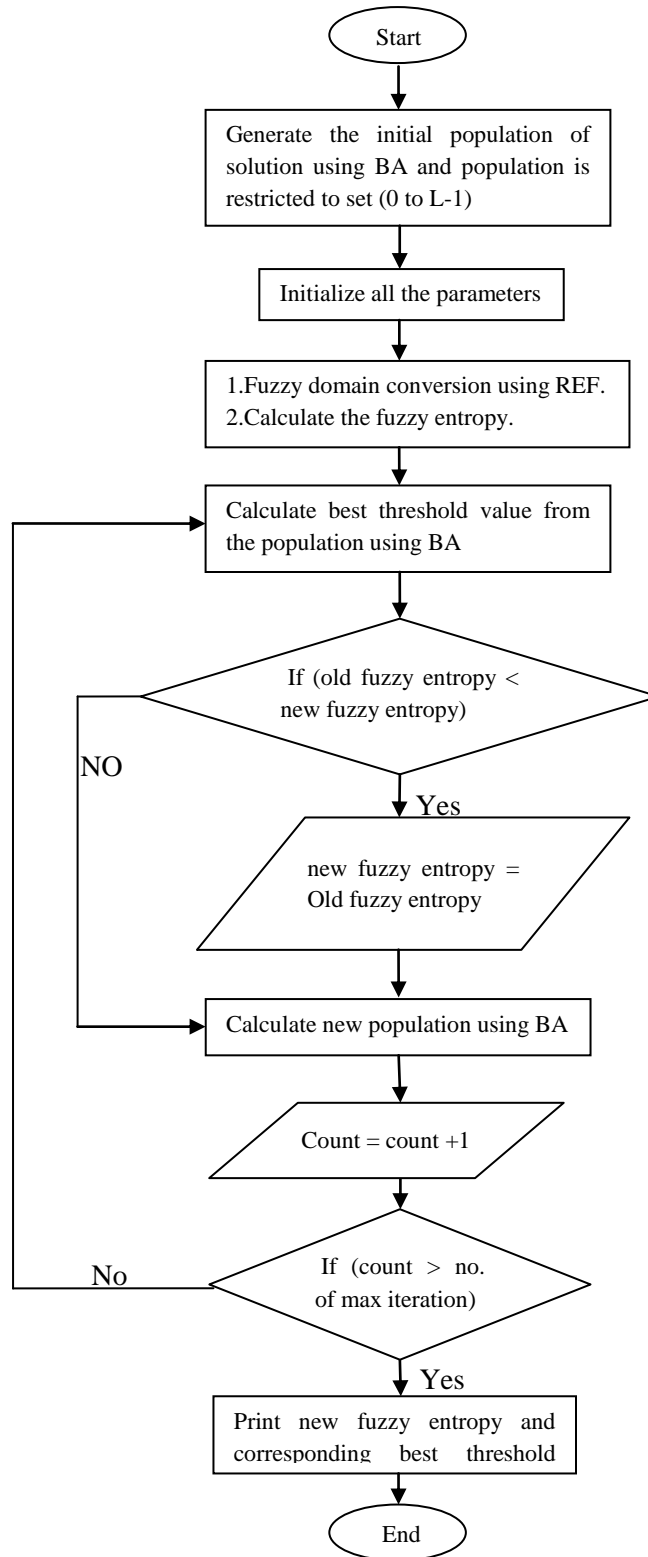 Start
Generate the initial population of
solution using BA and population is
restricted to set (0 to L-1)
Initialize all the parameters
1.Fuzzy domain conversion using REF.
2.Calculate the fuzzy entropy.
Calculate best threshold value from
the population using BA
If (old fuzzy entropy <
new fuzzy entropy)
NO
Yes
new fuzzy entropy =
Old fuzzy entropy
Calculate new population using BA
Count = count +1
If (count > no.
of max iteration)
No
Yes
Print new fuzzy entropy and
corresponding best threshold
End